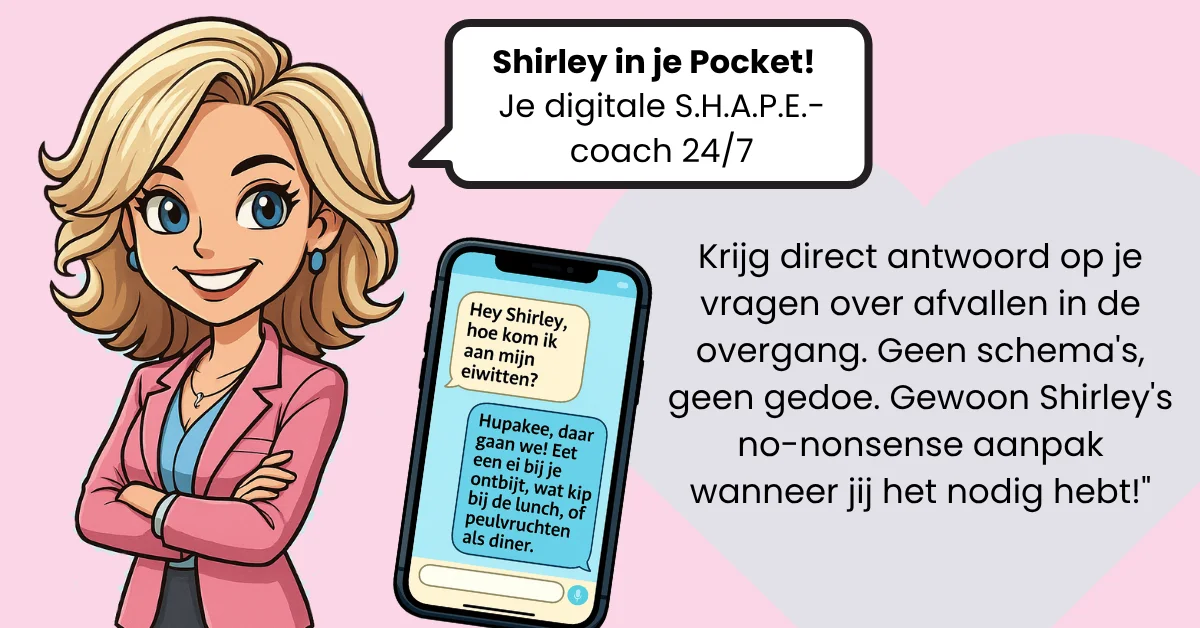 Shirley in je Pocket!
Je digitale S.H.A.P.E.-
coach 24/7
Hey Shirley,
hoe kom ik
aan mijn
eiwitten?
Hupakee, daar
gaan we! Eet
een ei bij je
ontbijt, wat kip
bij de lunch, of
peulvruchten
als diner.
Krijg direct antwoord op je
vragen over afvallen in de
overgang. Geen schema's,
geen gedoe. Gewoon Shirley's
no-nonsense aanpak
wanneer jij het nodig hebt!"